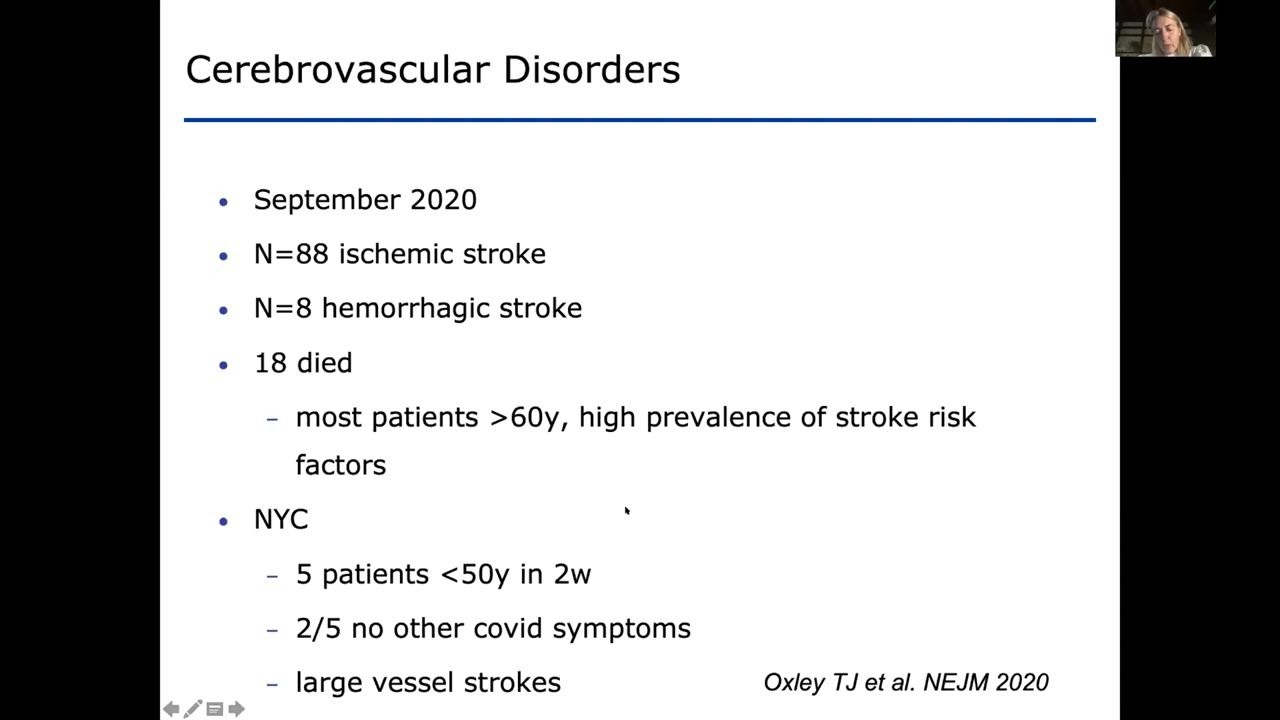 Cerebrovascular Disorders
• September 2020
• N=88 ischemic stroke
• N=8 hemorrhagic stroke
• 18 died
– most patients >60y, high prevalence of stroke risk
factors
• NYC
– 5 patients <50y in 2w
– 2/5 no other covid symptoms
– large vessel strokes
Oxley TJ et al. NEJM 2020